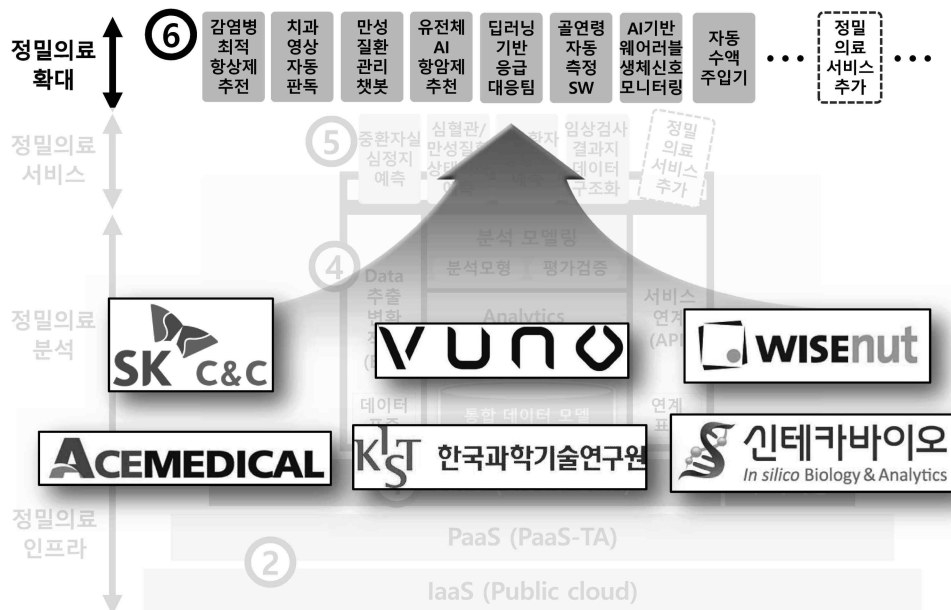 정밀의료
확대
6
감염병
최적
항상제
추전
치과
영상
자동
판독
만성
질환
관리
챗봇
유전체
AI
항암제
추천
딥러닝
기반
응급
대응팀
골연령
자동
측정
SW
AI기반
웨어러블
생체신호
모니터링
자동
수액
주입기
정밀
의료
서비스
추가
정밀의료
서비스
5
중환자실
심정지
예측
심혈관/
만성질환
상태
환자
예측
임상검사
결과지
데이터
구조화
정밀
의료
서비스
추가
정밀의료
분석
4
분석 모델링
분석모형
평가검증
Data
추출
변환
Analytics
서비스
연계
(API
SK C&C
VUNO
WISEnut
데이터
통합 데이터 모델
연계
ACEMEDICAL
KIST 한국과학기술연구원
신테카바이오
In silico Biology & Analytics
정밀의료
인프라
2
PaaS (PaaS-TA)
IaaS (Public cloud)